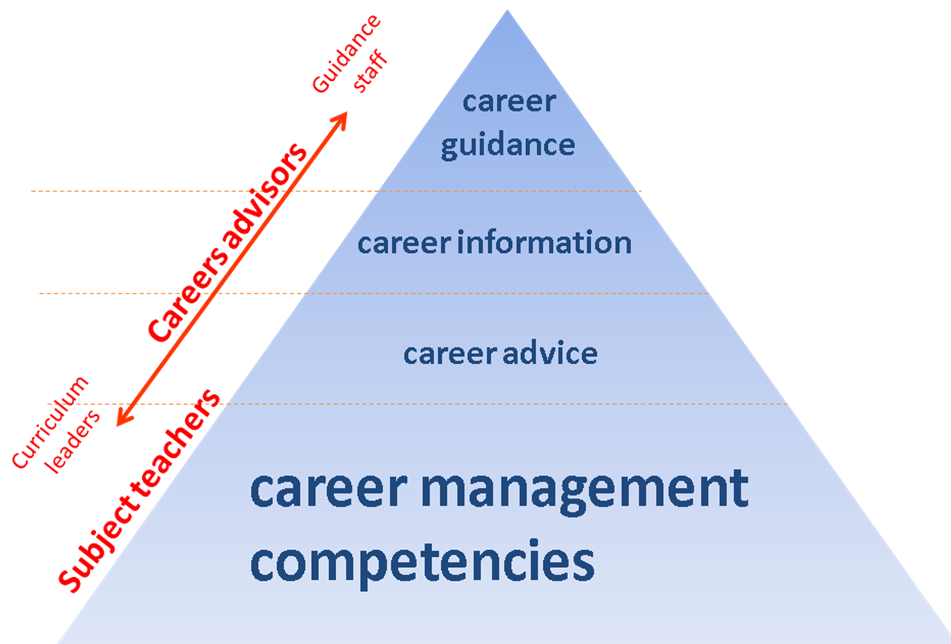 Guidance
staff
career
guidance
Careers advisors
career information
career advice
Curriculum
leaders
Subject teachers
career management
competencies